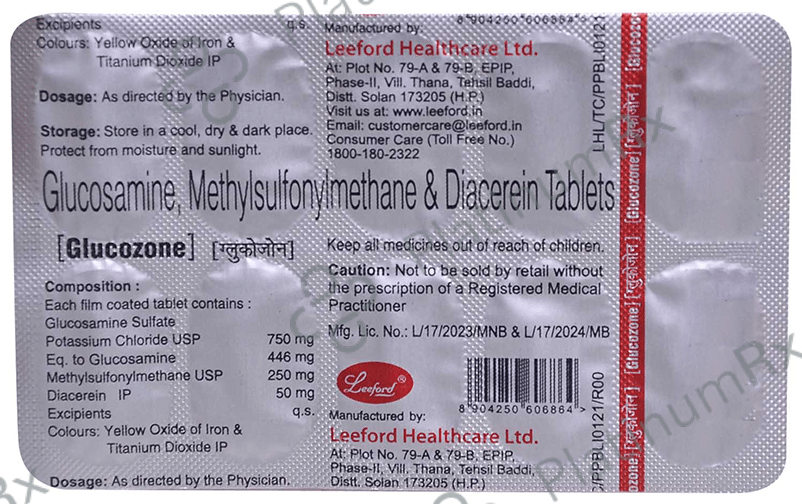 Excipients q.s.
Colours: Yellow Oxide of Iron &
Titanium Dioxide IP
Dosage: As directed by the Physician.
Storage: Store in a cool, dry & dark place.
Protect from moisture and sunlight.
Manufactured by:
8 904250 606864 >
Leeford Healthcare Ltd.
At: Plot No. 79-A & 79-B, EPIP,
Phase-II, Vill. Thana, Tehsil Baddi,
Distt. Solan 173205 (H.P.)
Visit us at: www.leeford.in
Email: customercare@leeford.in
Consumer Care (Toll Free No.)
1800-180-2322
LHL/TC/PPBLI0121
Glucosamine, Methylsulfonylmethane & Diacerein Tablets
[Glucozone] [ग्लुकोजोन]
Composition :
Each film coated tablet contains :
Glucosamine Sulfate
Potassium Chloride USP 750 mg
Eq. to Glucosamine 446 mg
Methylsulfonylmethane USP 250 mg
Diacerein IP 50 mg
Excipients q.s.
Colours: Yellow Oxide of Iron &
Titanium Dioxide IP
Dosage: As directed by the Physician.
Keep all medicines out of reach of children.
Caution: Not to be sold by retail without
the prescription of a Registered Medical
Practitioner
Mfg. Lic. No.: L/17/2023/MNB & L/17/2024/MB
Leeford®
8 904250 606864 >
Manufactured by:
Leeford Healthcare Ltd.
At: Plot No. 79-A & 79-B, EPIP,
Phase-II, Vill. Thana, Tehsil Baddi,
Distt. Solan 173205 (H.P.)
C/PPBLI0121/R00
[Glucozone] [ग्लुकोजोन] [Glucozone] [ग्लुकोजोन] [Glucozone]
PlatinumRx